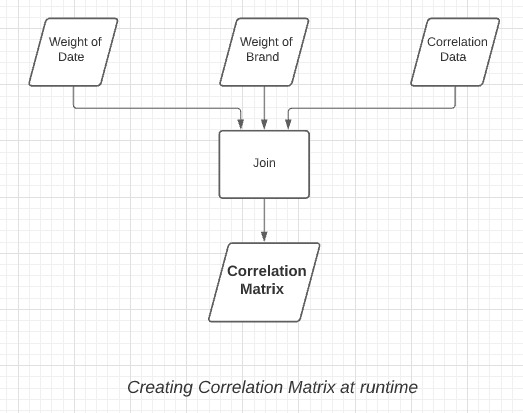 Weight of
Date
Weight of
Brand
Correlation
Data
Join
Correlation
Matrix
Creating Correlation Matrix at runtime